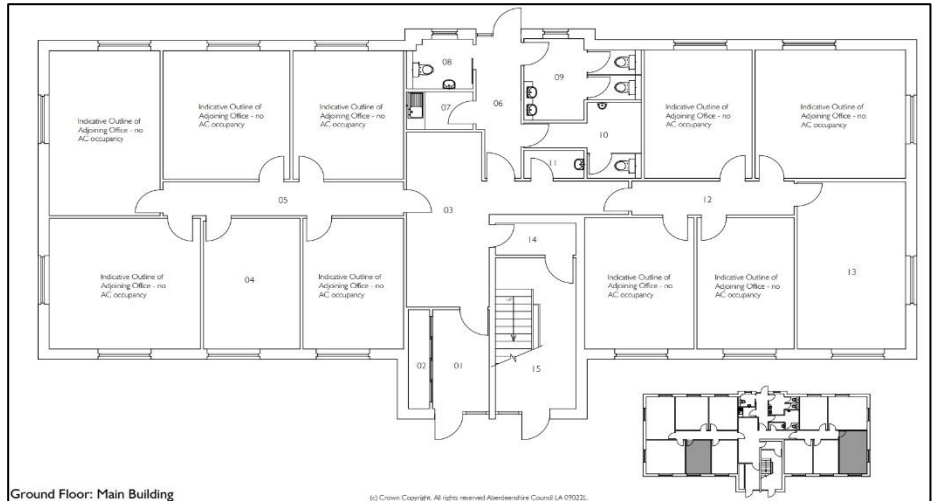 08
09
07
06
10
11
Indicative Outline of
Adjoining Office - no
AC occupancy
Indicative Outline of
Adjoining Office - no
AC occupancy
Indicative Outline of
Adjoining Office - no
AC occupancy
Indicative Outline of
Adjoining Office - no
AC occupancy
Indicative Outline of
Adjoining Office - no
AC occupancy
05
03
12
14
Indicative Outline of
Adjoining Office - no
AC occupancy
04
Indicative Outline of
Adjoining Office - no
AC occupancy
Indicative Outline of
Adjoining Office - no
AC occupancy
Indicative Outline of
Adjoining Office - no
AC occupancy
13
02
01
15
Ground Floor: Main Building
(c) Crown Copyright. All rights reserved Aberdeenshire Council LA 09022L.